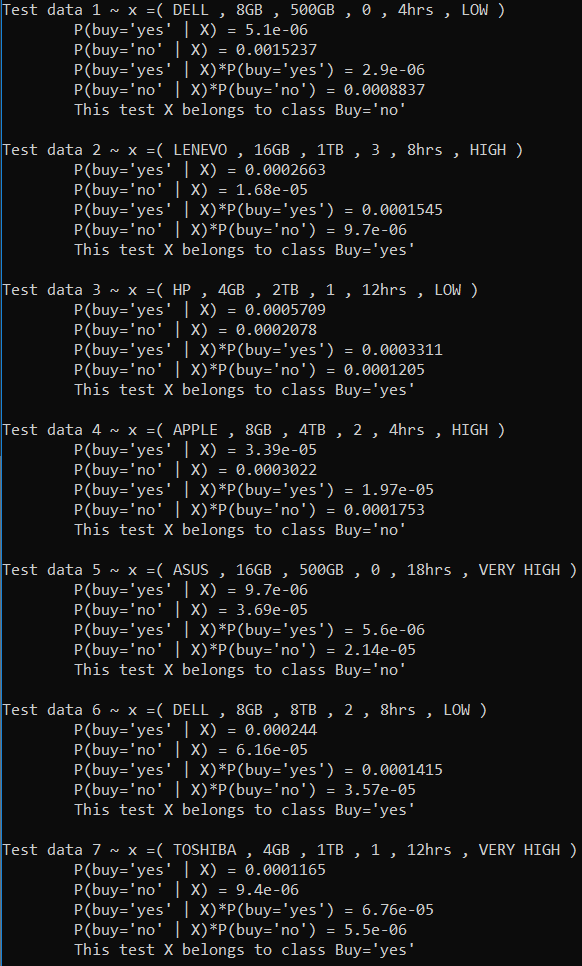 Test data 1 ~ x =( DELL , 8GB , 500GB , 0 , 4hrs , LOW )
P(buy='yes' | X) = 5.1e-06
P(buy='no' | X) = 0.0015237
P(buy='yes' | X)*P(buy='yes') = 2.9e-06
P(buy='no' | X)*P(buy='no') = 0.0008837
This test X belongs to class Buy='no'
Test data 2 ~ x =( LENEVO , 16GB , 1TB , 3 , 8hrs , HIGH )
P(buy='yes' | X) = 0.0002663
P(buy='no' | X) = 1.68e-05
P(buy='yes' | X)*P(buy='yes') = 0.0001545
P(buy='no' | X)*P(buy='no') = 9.7e-06
This test X belongs to class Buy='yes'
Test data 3 ~ x =( HP , 4GB , 2TB , 1 , 12hrs , LOW )
P(buy='yes' | X) = 0.0005709
P(buy='no' | X) = 0.0002078
P(buy='yes' | X)*P(buy='yes') = 0.0003311
P(buy='no' | X)*P(buy='no') = 0.0001205
This test X belongs to class Buy='yes'
Test data 4 ~ x =( APPLE , 8GB , 4TB , 2 , 4hrs , HIGH )
P(buy='yes' | X) = 3.39e-05
P(buy='no' | X) = 0.0003022
P(buy='yes' | X)*P(buy='yes') = 1.97e-05
P(buy='no' | X)*P(buy='no') = 0.0001753
This test X belongs to class Buy='no'
Test data 5 ~ x =( ASUS , 16GB , 500GB , 0 , 18hrs , VERY HIGH )
P(buy='yes' | X) = 9.7e-06
P(buy='no' | X) = 3.69e-05
P(buy='yes' | X)*P(buy='yes') = 5.6e-06
P(buy='no' | X)*P(buy='no') = 2.14e-05
This test X belongs to class Buy='no'
Test data 6 ~ x =( DELL , 8GB , 8TB , 2 , 8hrs , LOW )
P(buy='yes' | X) = 0.000244
P(buy='no' | X) = 6.16e-05
P(buy='yes' | X)*P(buy='yes') = 0.0001415
P(buy='no' | X)*P(buy='no') = 3.57e-05
This test X belongs to class Buy='yes'
Test data 7 ~ x =( TOSHIBA , 4GB , 1TB , 1 , 12hrs , VERY HIGH )
P(buy='yes' | X) = 0.0001165
P(buy='no' | X) = 9.4e-06
P(buy='yes' | X)*P(buy='yes') = 6.76e-05
P(buy='no' | X)*P(buy='no') = 5.5e-06
This test X belongs to class Buy='yes'